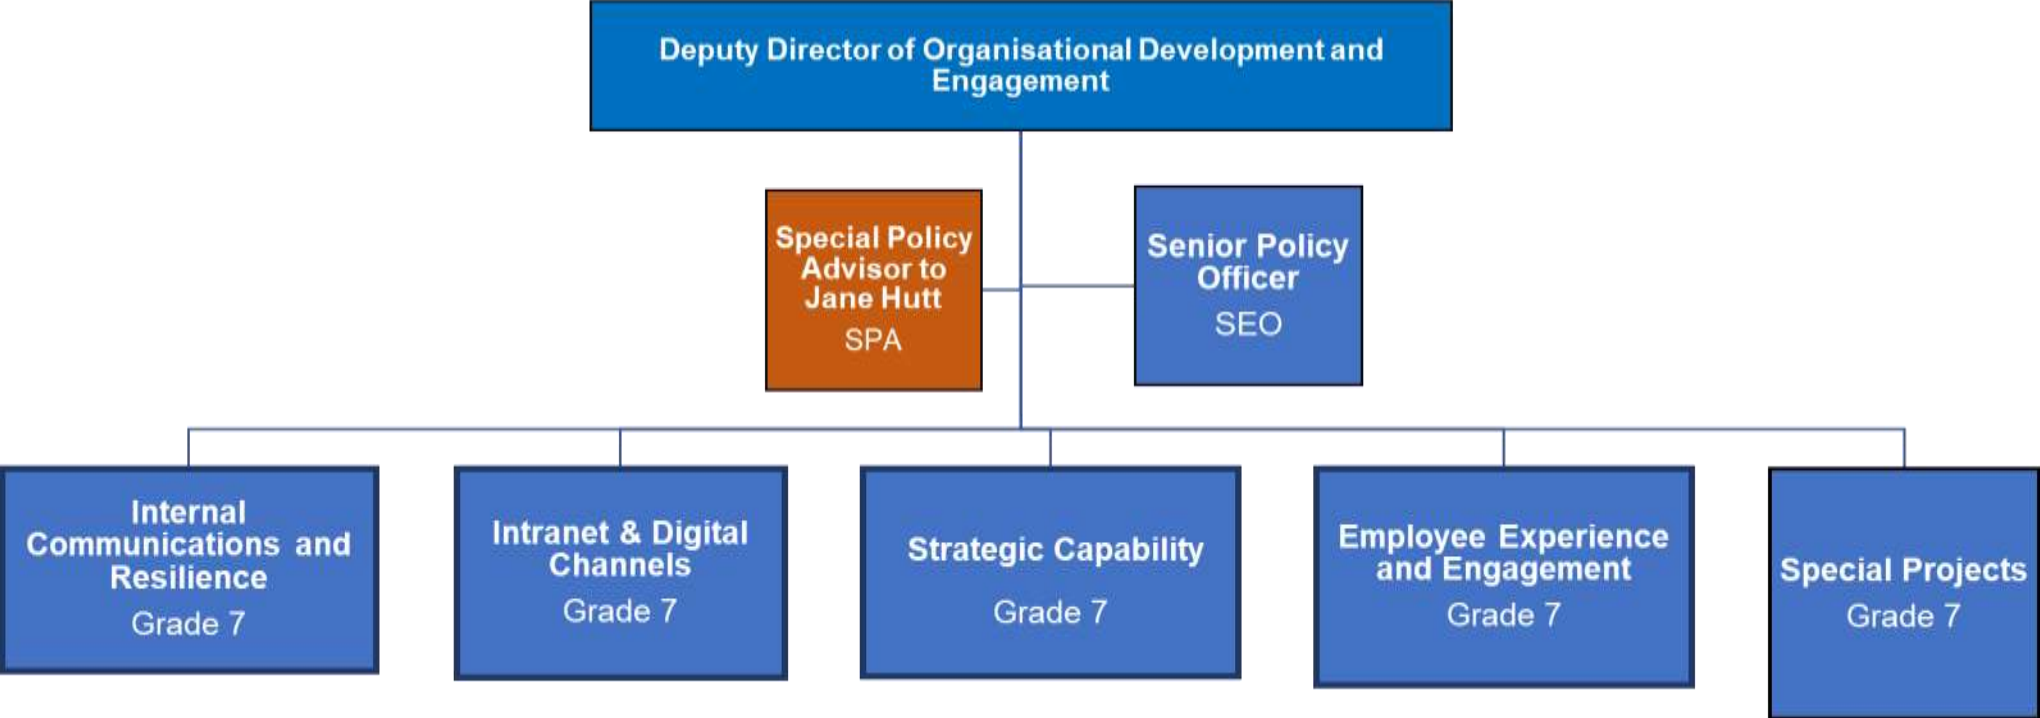 Deputy Director of Organisational Development and
Engagement
Special Policy
Advisor to
Jane Hutt
SPA
Senior Policy
Officer
SEO
Internal
Communications and
Resilience
Grade 7
Intranet & Digital
Channels
Grade 7
Strategic Capability
Grade 7
Employee Experience
and Engagement
Grade 7
Special Projects
Grade 7